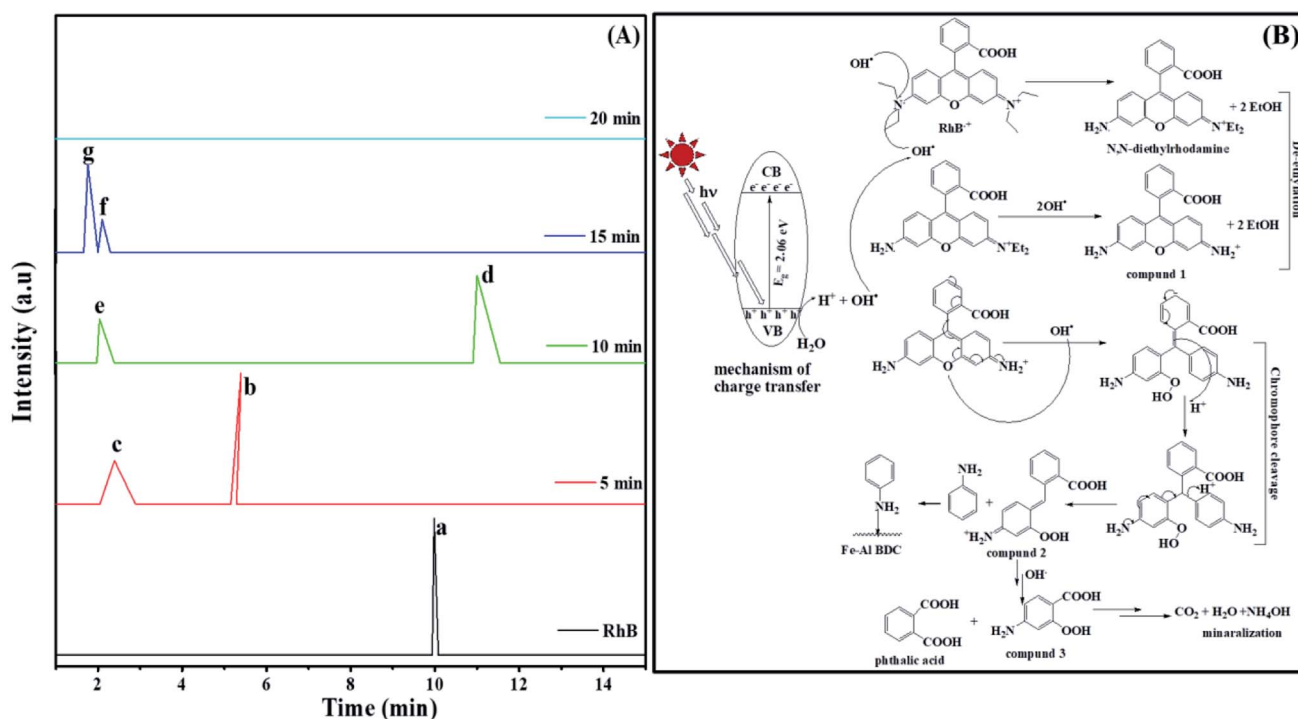 (A)
20 min
g
f
15 min
d
e
10 min
b
c
5 min
a
RhB
2
4
6
8
10
12
14
Time (min)
Intensity (a.u)
(B)
COOH
OH•
N
O
N+
RhB·+
COOH
H2N
O
N+Et2
+ 2 EtOH
N,N-diethylrhodamine
OH•
COOH
H2N
O
N+Et2
2OH•
COOH
H2N
O
NH2+
+ 2 EtOH
compund 1
De-ethylation
hν
CB
e- e- e- e-
Eg = 2.06 eV
h+ h+ h+ h+
VB
H+ + OH•
H2O
mechanism of
charge transfer
COOH
H2N
O
NH2+
OH•
COOH
H2N
O
HO
NH2
H+
COOH
H+
NH2
O
HO
NH2
Chromophore cleavage
NH2
Fe-Al BDC
NH2
+
COOH
+H2N
OOH
compund 2
OH·
COOH
COOH
phthalic acid
+
COOH
H2N
OOH
compund 3
CO2 + H2O +NH4OH
minaralization